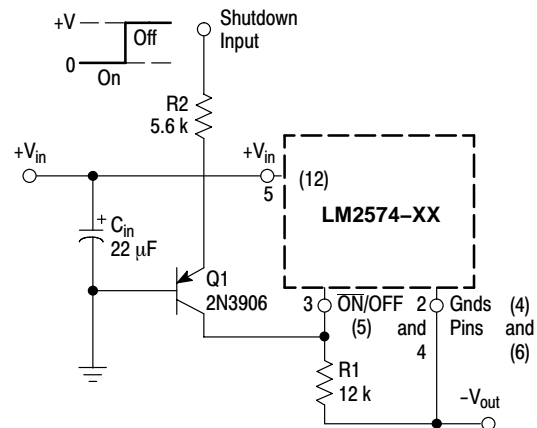 +V
Off
0
On
Shutdown
Input
R2
5.6 k
+Vin
+Vin
5
(12)
LM2574–XX
+
Cin
22 µF
Q1
2N3906
3
ON/OFF
(5)
2
and
4
Gnds
Pins
(4)
and
(6)
R1
12 k
–Vout